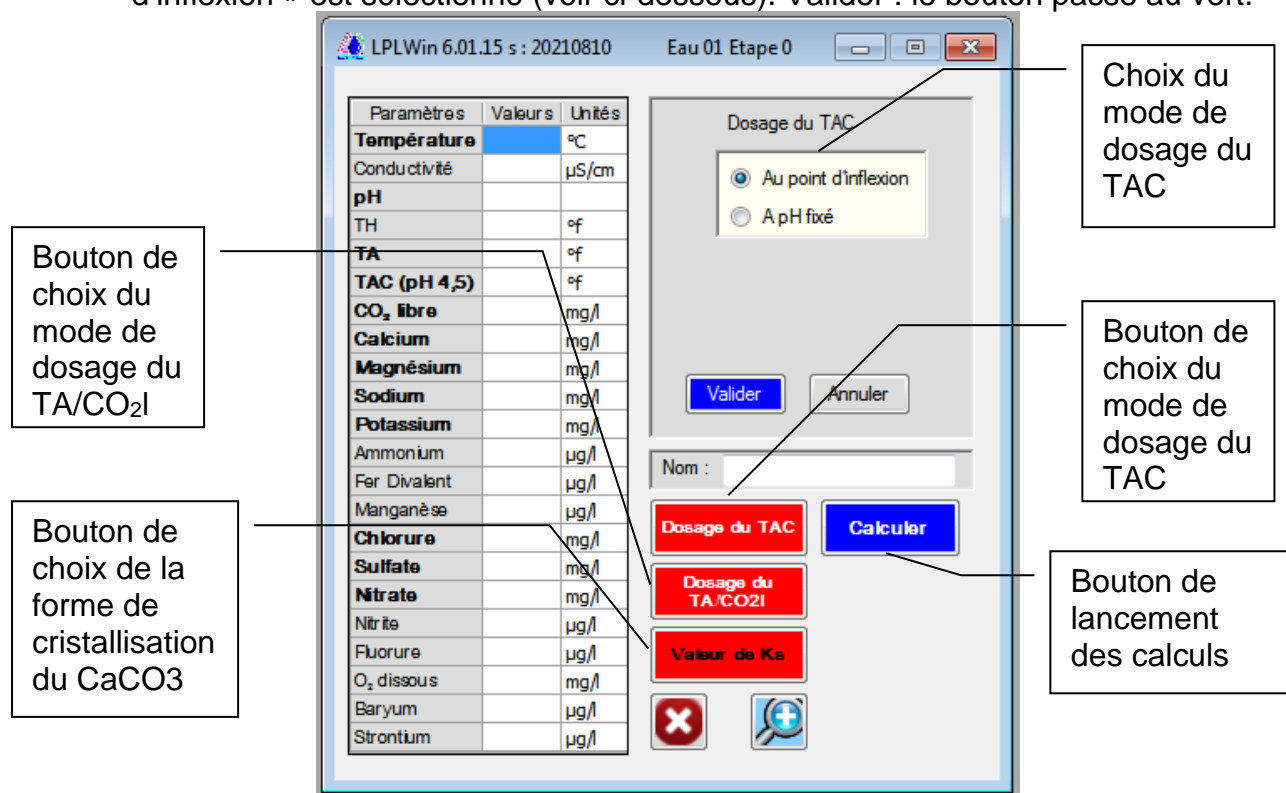 d'inflexion » est sélectionné (voir ci-dessous). Valider : le bouton passe au vert.
LPLWin 6.01.15 s : 20210810 Eau 01 Etape 0
Paramètres Valeurs Unités
Température °C
Conductivité µS/cm
pH
TH °f
TA °f
TAC (pH 4,5) °f
CO₂ libre mg/l
Calcium mg/l
Magnésium mg/l
Sodium mg/l
Potassium mg/l
Ammonium µg/l
Fer Divalent µg/l
Manganèse µg/l
Chlorure mg/l
Sulfate mg/l
Nitrate mg/l
Nitrite µg/l
Fluorure µg/l
O₂ dissous mg/l
Baryum µg/l
Strontium µg/l
Dosage du TAC
Au point d'inflexion
A pH fixé
Valider Annuler
Nom :
Dosage du TAC
Calculer
Dosage du
TA/CO2l
Valeur de Ks
Choix du
mode de
dosage du
TAC
Bouton de
choix du
mode de
dosage du
TA/CO₂l
Bouton de
choix du
mode de
dosage du
TAC
Bouton de
choix de la
forme de
cristallisation
du CaCO3
Bouton de
lancement
des calculs